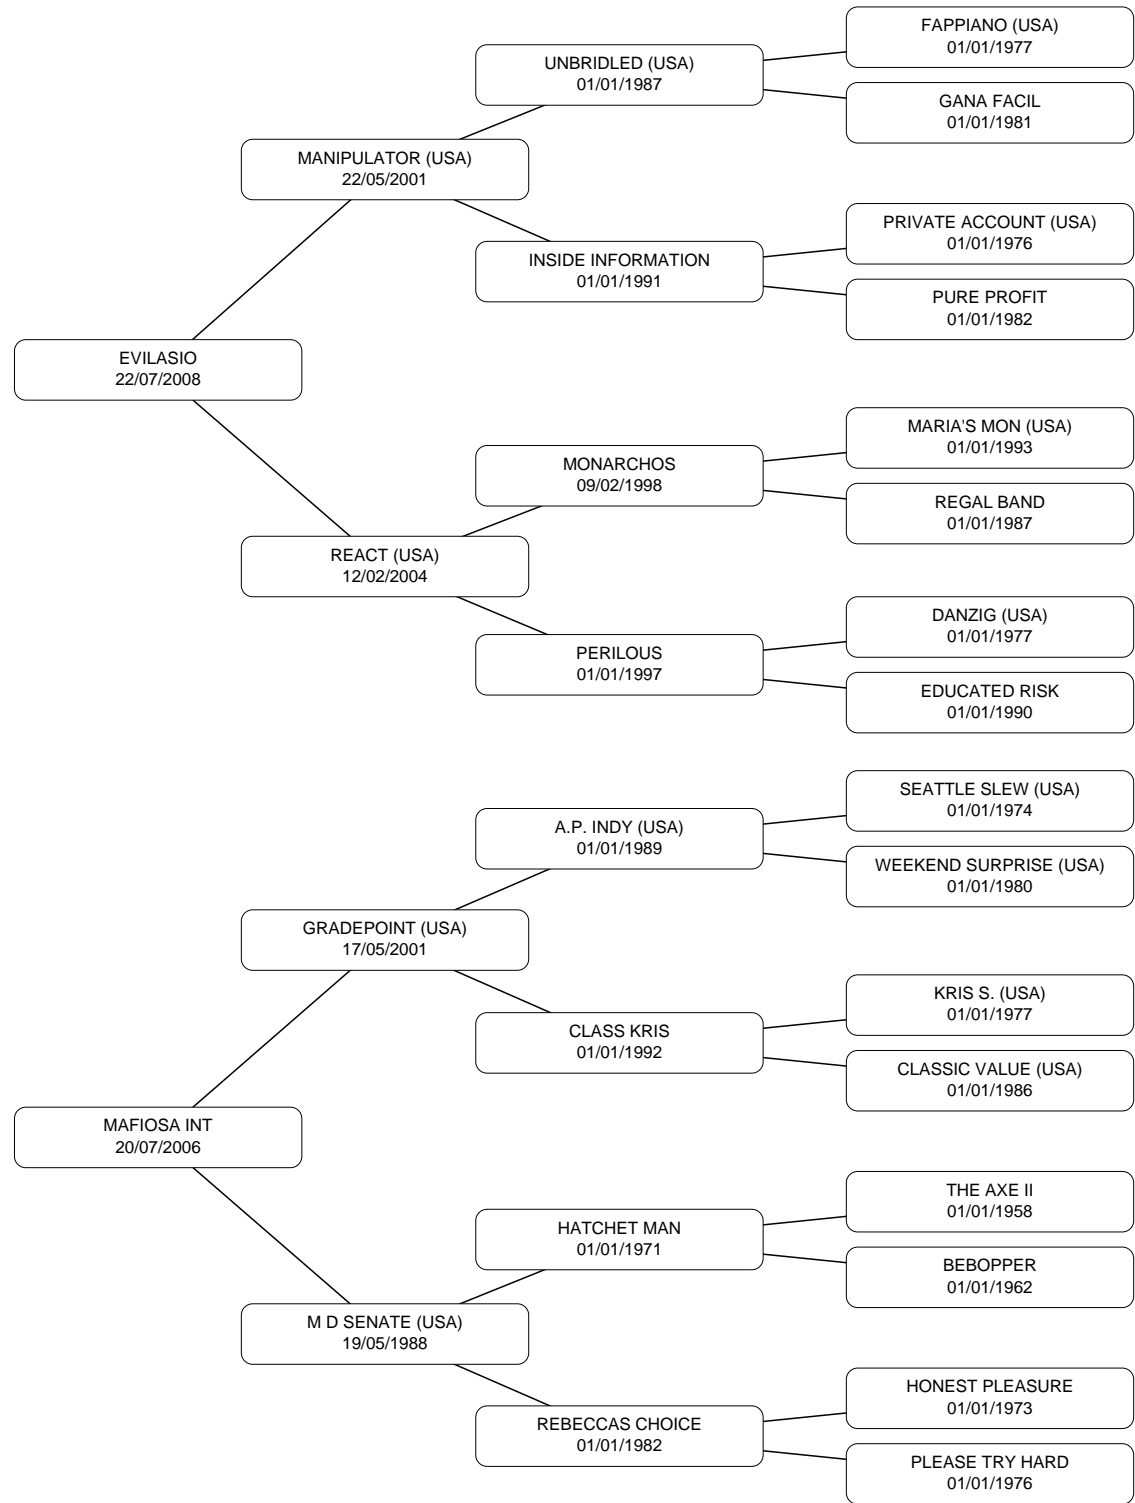 FAPPIANO (USA)
01/01/1977
UNBRIDLED (USA)
01/01/1987
GANA FACIL
01/01/1981
MANIPULATOR (USA)
22/05/2001
PRIVATE ACCOUNT (USA)
01/01/1976
INSIDE INFORMATION
01/01/1991
PURE PROFIT
01/01/1982
EVILASIO
22/07/2008
MARIA'S MON (USA)
01/01/1993
MONARCHOS
09/02/1998
REGAL BAND
01/01/1987
REACT (USA)
12/02/2004
DANZIG (USA)
01/01/1977
PERILOUS
01/01/1997
EDUCATED RISK
01/01/1990
SEATTLE SLEW (USA)
01/01/1974
A.P. INDY (USA)
01/01/1989
WEEKEND SURPRISE (USA)
01/01/1980
GRADEPOINT (USA)
17/05/2001
KRIS S. (USA)
01/01/1977
CLASS KRIS
01/01/1992
CLASSIC VALUE (USA)
01/01/1986
MAFIOSA INT
20/07/2006
THE AXE II
01/01/1958
HATCHET MAN
01/01/1971
BEBOPPER
01/01/1962
M D SENATE (USA)
19/05/1988
HONEST PLEASURE
01/01/1973
REBECCAS CHOICE
01/01/1982
PLEASE TRY HARD
01/01/1976